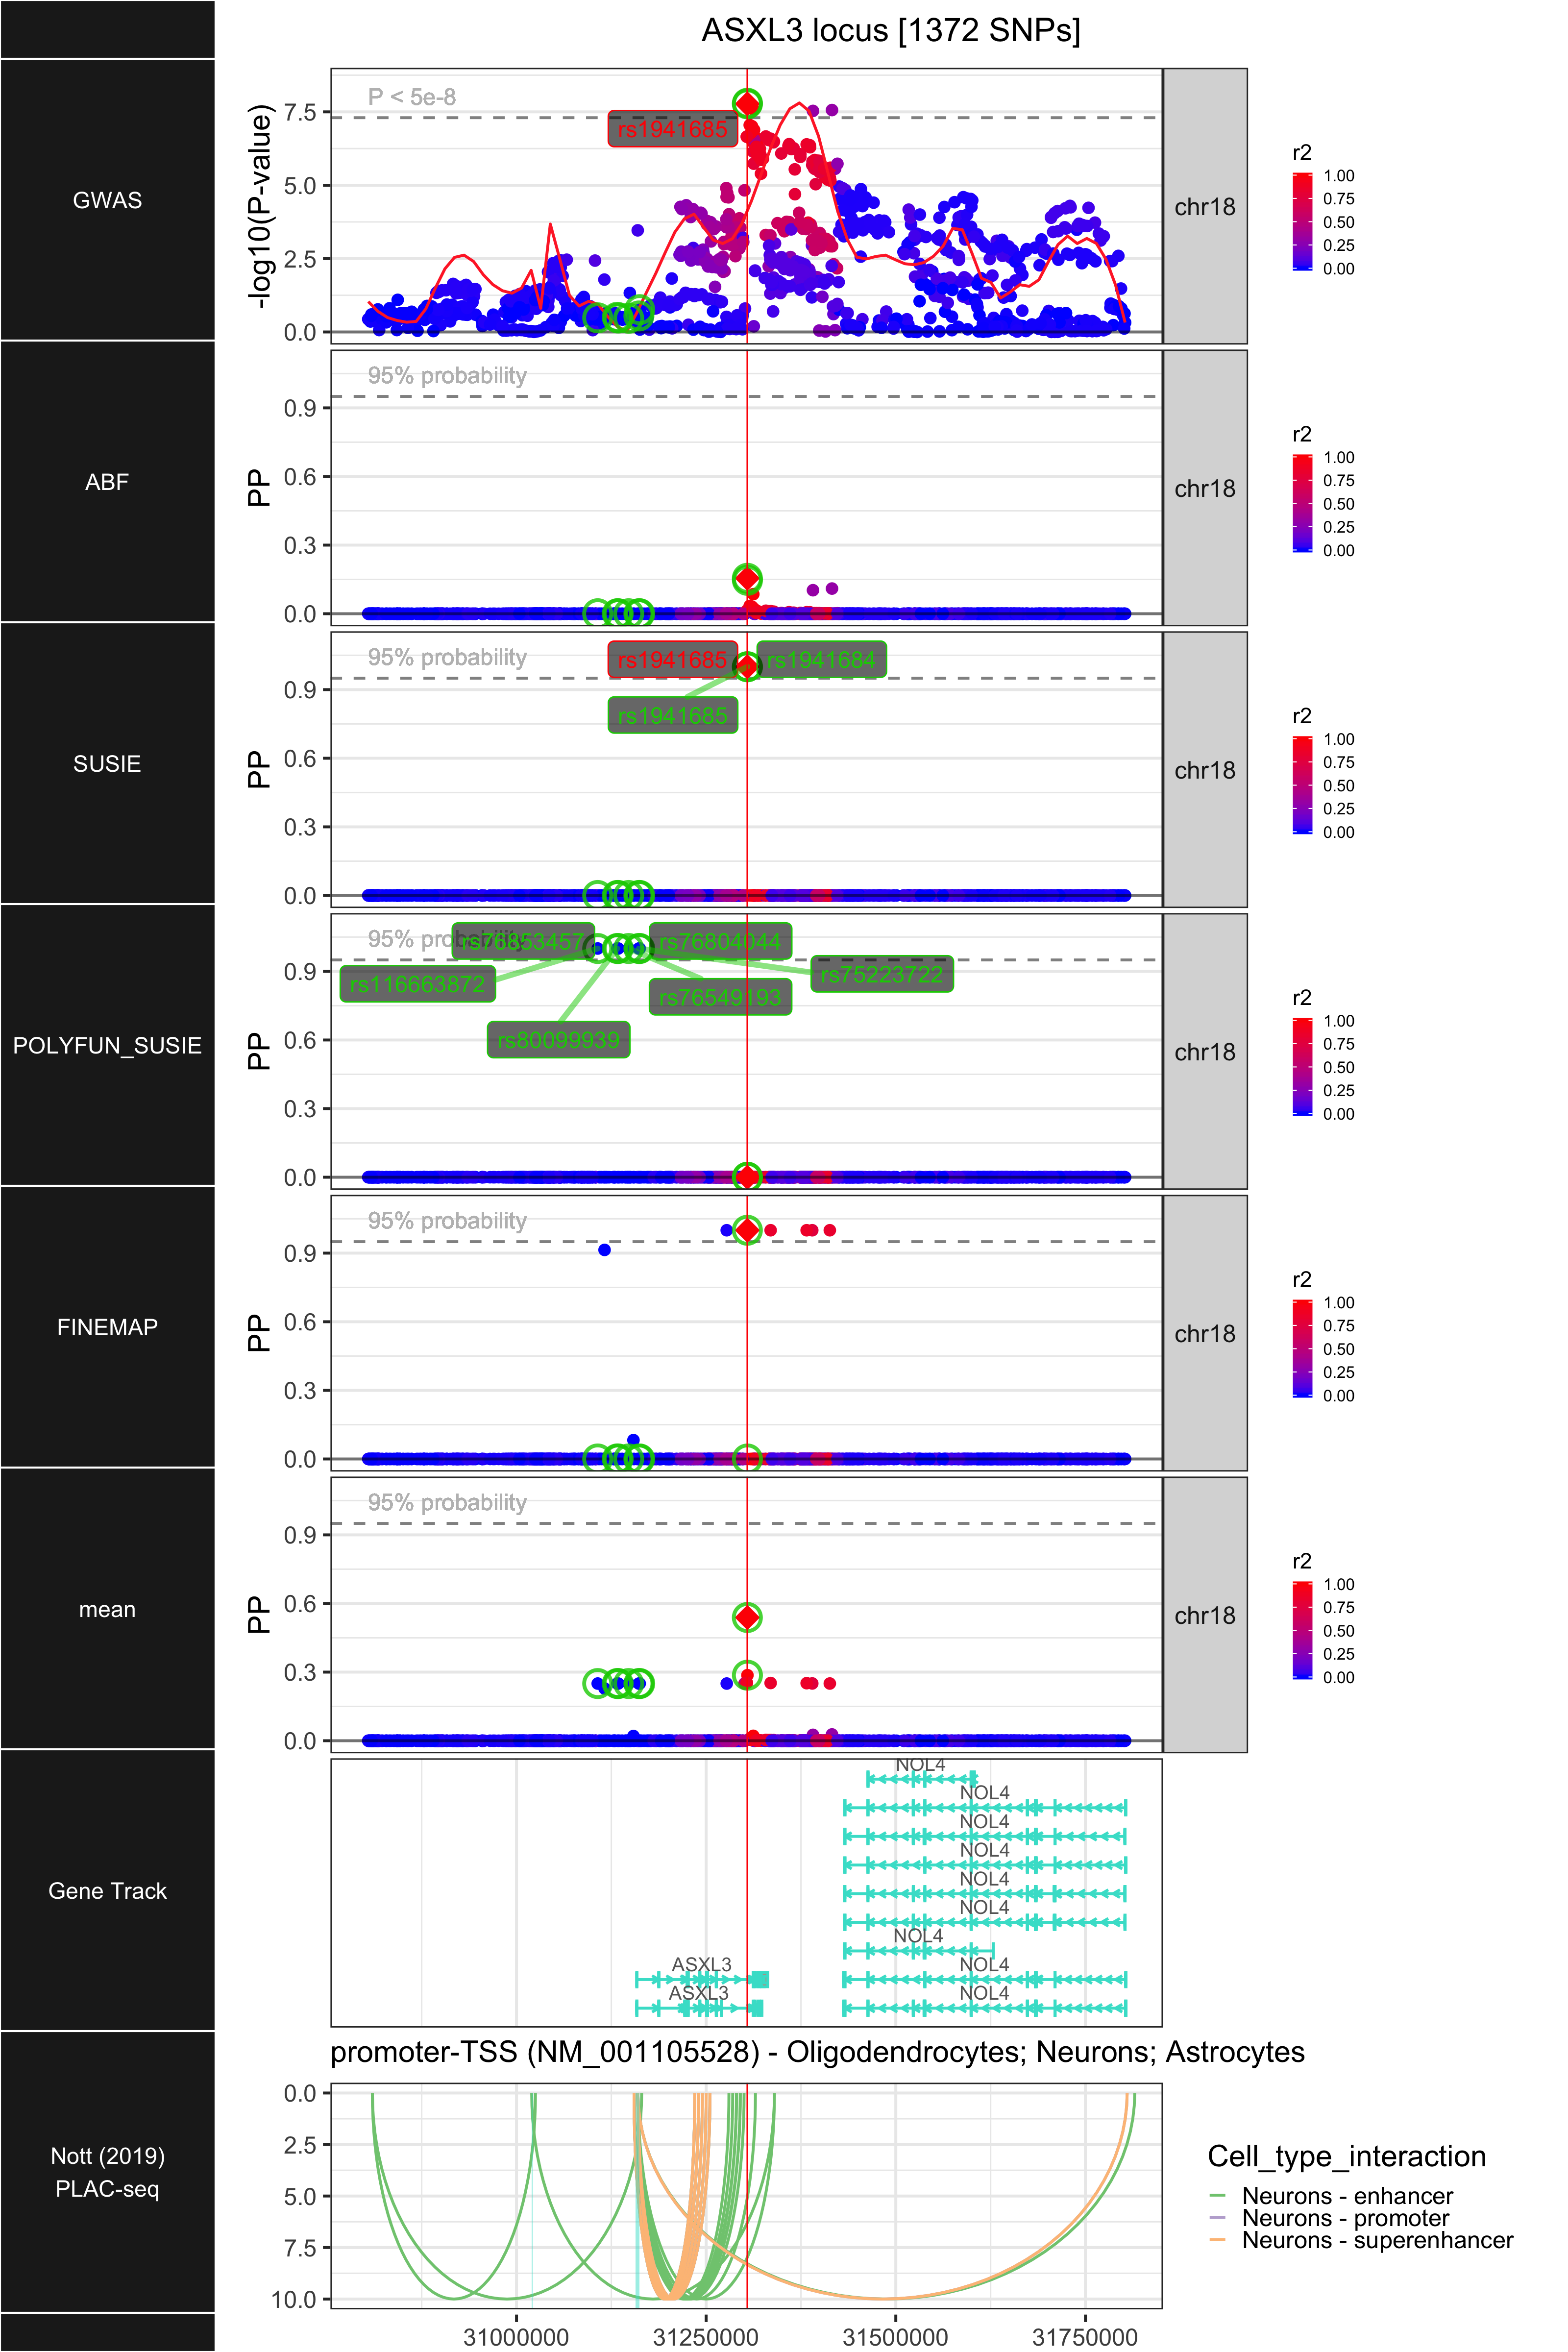 ASXL3 locus [1372 SNPs]
GWAS
-log10(P-value)
P < 5e-8
7.5
5.0
2.5
0.0
rs1941685
chr18
r2
1.00
0.75
0.50
0.25
0.00
ABF
PP
95% probability
0.9
0.6
0.3
0.0
chr18
r2
1.00
0.75
0.50
0.25
0.00
SUSIE
PP
95% probability
0.9
0.6
0.3
0.0
rs1941685
rs1941684
rs1941685
chr18
r2
1.00
0.75
0.50
0.25
0.00
POLYFUN_SUSIE
PP
95% probability
0.9
0.6
0.3
0.0
rs76853457
rs76804044
rs116663872
rs75223722
rs76549193
rs80099939
chr18
r2
1.00
0.75
0.50
0.25
0.00
FINEMAP
PP
95% probability
0.9
0.6
0.3
0.0
chr18
r2
1.00
0.75
0.50
0.25
0.00
mean
PP
95% probability
0.9
0.6
0.3
0.0
chr18
r2
1.00
0.75
0.50
0.25
0.00
Gene Track
NOL4
NOL4
NOL4
NOL4
NOL4
NOL4
NOL4
ASXL3
NOL4
ASXL3
NOL4
promoter-TSS (NM_001105528) - Oligodendrocytes; Neurons; Astrocytes
Nott (2019)
PLAC-seq
0.0
2.5
5.0
7.5
10.0
Cell_type_interaction
Neurons - enhancer
Neurons - promoter
Neurons - superenhancer
31000000
31250000
31500000
31750000